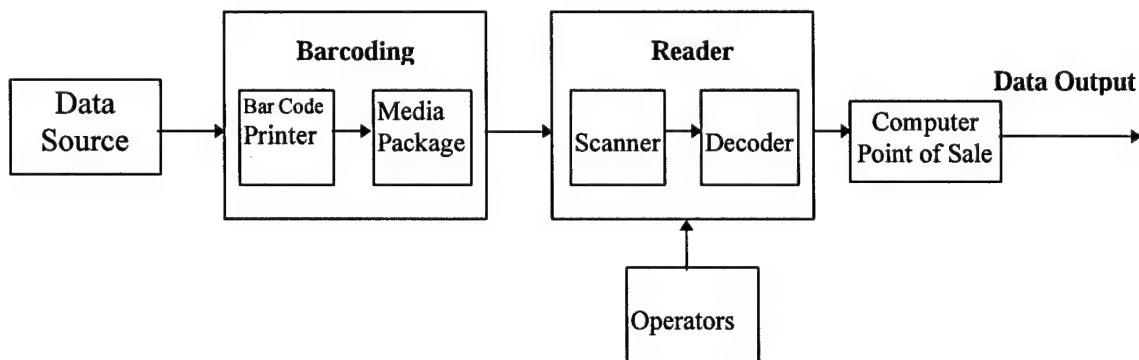 Barcoding
Reader
Data Output
Data
Source
Bar Code
Printer
Media
Package
Scanner
Decoder
Computer
Point of Sale
Operators